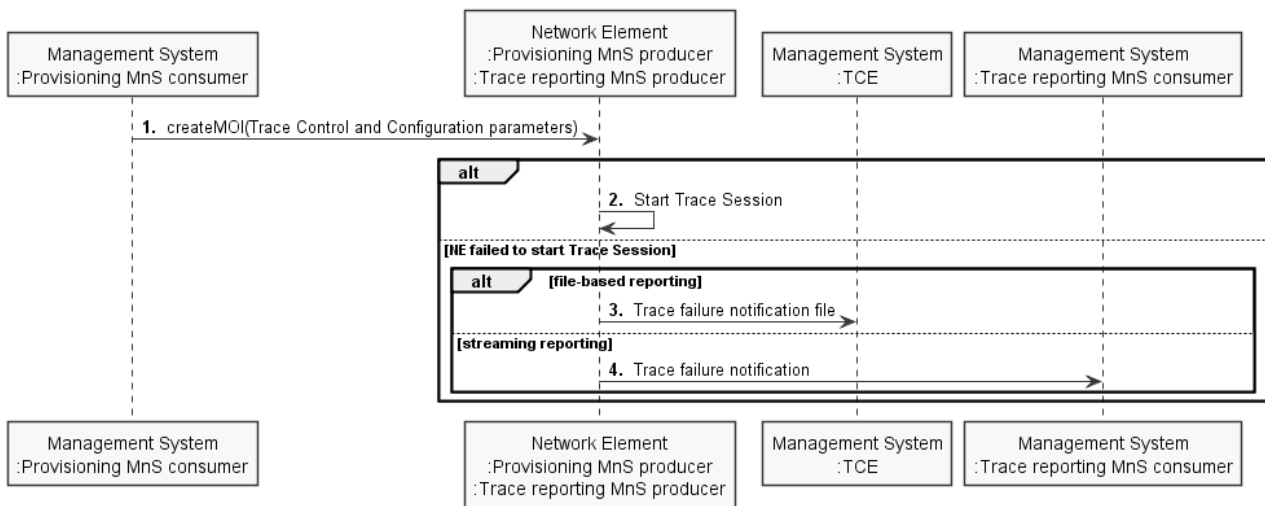 Management System
:Provisioning MnS consumer
Network Element
:Provisioning MnS producer
:Trace reporting MnS producer
Management System
:TCE
Management System
:Trace reporting MnS consumer
1. createMOI(Trace Control and Configuration parameters)
alt
2. Start Trace Session
[NE failed to start Trace Session]
alt [file-based reporting]
3. Trace failure notification file
[streaming reporting]
4. Trace failure notification
Management System
:Provisioning MnS consumer
Network Element
:Provisioning MnS producer
:Trace reporting MnS producer
Management System
:TCE
Management System
:Trace reporting MnS consumer